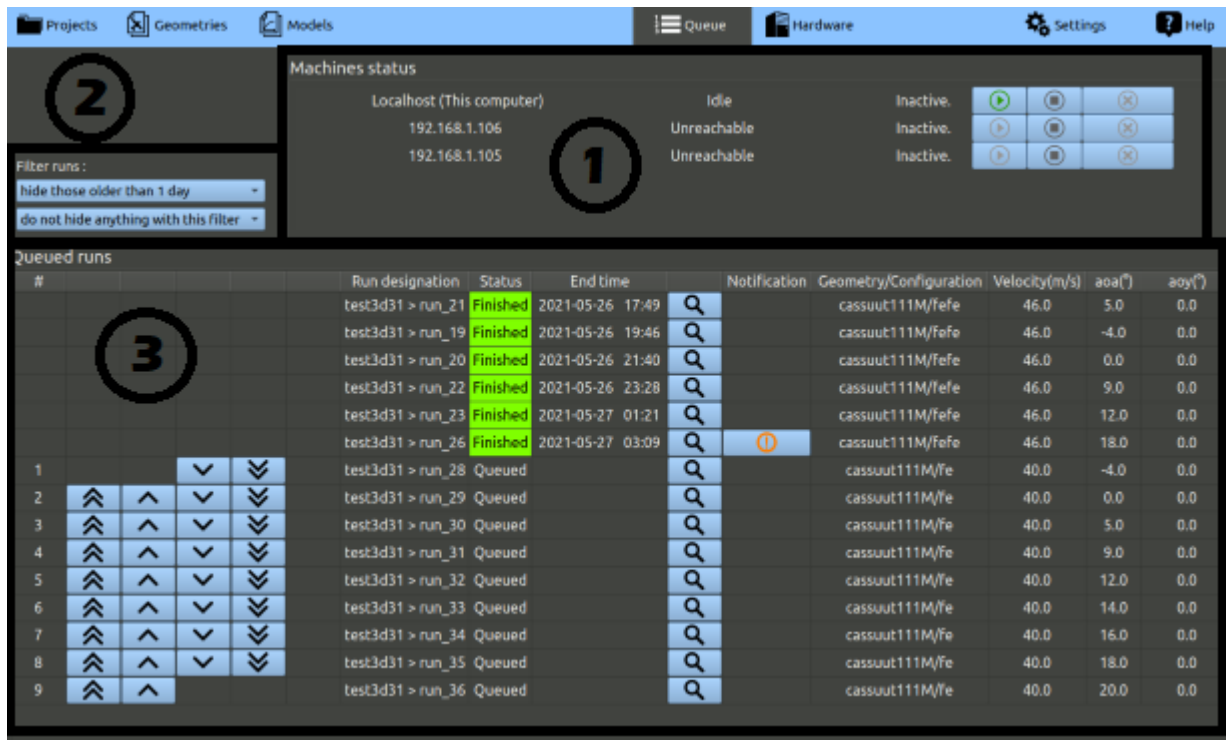 Projects Geometries Models Queue Hardware Settings Help
2
Machines status
Localhost (This computer) Idle Inactive.
192.168.1.106 Unreachable Inactive.
192.168.1.105 Unreachable Inactive.
1
Filter runs :
hide those older than 1 day
do not hide anything with this filter
Queued runs
# Run designation Status End time Notification Geometry/Configuration Velocity(m/s) aoa(°) aoy(°)
test3d31 > run_21 Finished 2021-05-26 17:49 cassuut111M/fefe 46.0 5.0 0.0
test3d31 > run_19 Finished 2021-05-26 19:46 cassuut111M/fefe 46.0 -4.0 0.0
3
test3d31 > run_20 Finished 2021-05-26 21:40 cassuut111M/fefe 46.0 0.0 0.0
test3d31 > run_22 Finished 2021-05-26 23:28 cassuut111M/fefe 46.0 9.0 0.0
test3d31 > run_23 Finished 2021-05-27 01:21 cassuut111M/fefe 46.0 12.0 0.0
test3d31 > run_26 Finished 2021-05-27 03:09 cassuut111M/fefe 46.0 18.0 0.0
1 test3d31 > run_28 Queued cassuut111M/fe 40.0 -4.0 0.0
2 test3d31 > run_29 Queued cassuut111M/fe 40.0 0.0 0.0
3 test3d31 > run_30 Queued cassuut111M/fe 40.0 5.0 0.0
4 test3d31 > run_31 Queued cassuut111M/fe 40.0 9.0 0.0
5 test3d31 > run_32 Queued cassuut111M/fe 40.0 12.0 0.0
6 test3d31 > run_33 Queued cassuut111M/fe 40.0 14.0 0.0
7 test3d31 > run_34 Queued cassuut111M/fe 40.0 16.0 0.0
8 test3d31 > run_35 Queued cassuut111M/fe 40.0 18.0 0.0
9 test3d31 > run_36 Queued cassuut111M/fe 40.0 20.0 0.0